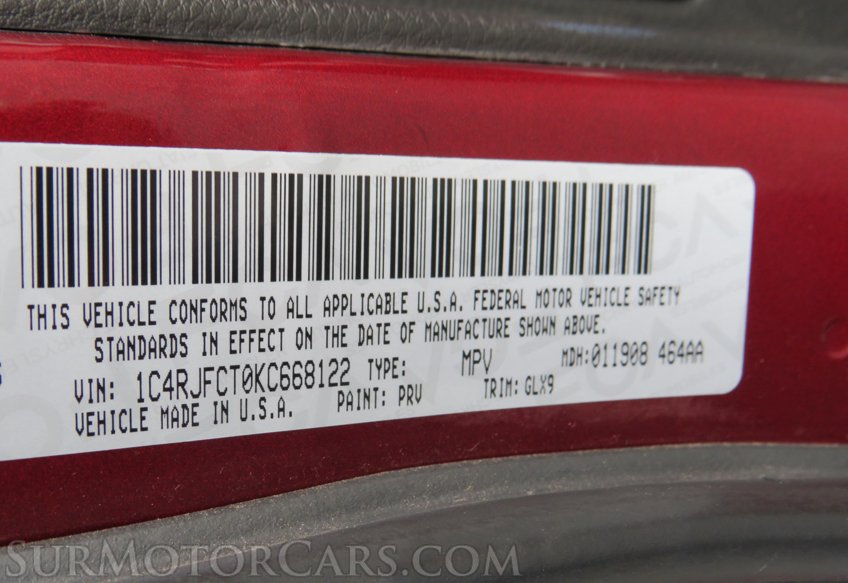 THIS VEHICLE CONFORMS TO ALL APPLICABLE U.S.A. FEDERAL MOTOR VEHICLE SAFETY
STANDARDS IN EFFECT ON THE DATE OF MANUFACTURE SHOWN ABOVE.
VIN: 1C4RJFCT0KC668122 TYPE: MPV MDH:011908 464AA
VEHICLE MADE IN U.S.A. PAINT: PRV TRIM: GLX9
SURMOTORCARS.COM